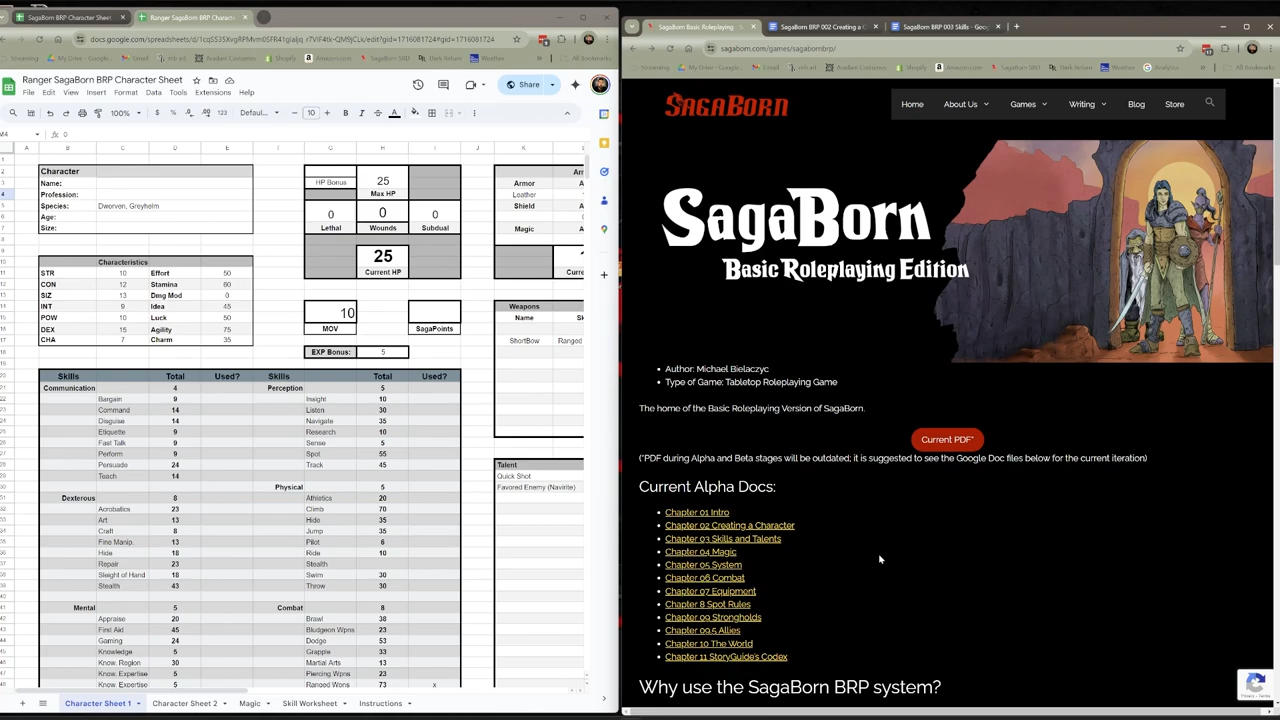 SagaBorn BRP Character Sheet
Ranger SagaBorn BRP Character Sheet
Ranger SagaBorn BRP Character Sheet
File Edit View Insert Format Data Tools Extensions Help
Share
100%
Defaul...
10
Character
Name:
Profession:
Species: Dworven, Greyhelm
Age:
Size:
HP Bonus
25
Max HP
0 0 0
Lethal Wounds Subdual
25
Current HP
Armor
Leather
Shield
Magic
Characteristics
STR 10 Effort 50
CON 12 Stamina 60
SIZ 13 Dmg Mod 0
INT 9 Idea 45
POW 10 Luck 50
DEX 15 Agility 75
CHA 7 Charm 35
10
MOV SagaPoints
EXP Bonus: 5
Weapons
Name
ShortBow Ranged
Skills Total Used? Skills Total Used?
Communication 4 Perception 5
Bargain 9 Insight 10
Command 14 Listen 30
Disguise 14 Navigate 35
Etiquette 9 Research 10
Fast Talk 9 Sense 5
Perform 9 Spot 55
Persuade 24 Track 45
Teach 14
Physical 5
Dexterous 8 Athletics 20
Acrobatics 23 Climb 70
Art 13 Hide 35
Craft 8 Jump 35
Fine Manip. 13 Pilot 6
Hide 18 Ride 10
Repair 23 Stealth
Sleight of Hand 18 Swim 30
Stealth 43 Throw 30
Mental 5 Combat 8
Appraise 20 Brawl 38
First Aid 45 Bludgeon Wpns 23
Gaming 24 Dodge 53
Knowledge 5 Grapple 33
Know. Region 30 Martial Arts 13
Know. Expertise 5 Piercing Wpns 23
Know. Expertise 5 Ranged Wpns 73 x
Talent
Quick Shot
Favored Enemy (Navirite)
Character Sheet 1 Character Sheet 2 Magic Skill Worksheet Instructions
SagaBorn Basic Roleplaying
SagaBorn BRP 002 Creating a C
SagaBorn BRP 003 Skills - Goog
sagaborn.com/games/sagabornbrp/
SAGABORN
Home About Us Games Writing Blog Store
SagaBorn
Basic Roleplaying Edition
Author: Michael Bielaczyc
Type of Game: Tabletop Roleplaying Game
The home of the Basic Roleplaying Version of SagaBorn.
Current PDF*
(*PDF during Alpha and Beta stages will be outdated; it is suggested to see the Google Doc files below for the current iteration)
Current Alpha Docs:
Chapter 01 Intro
Chapter 02 Creating a Character
Chapter 03 Skills and Talents
Chapter 04 Magic
Chapter 05 System
Chapter 06 Combat
Chapter 07 Equipment
Chapter 8 Spot Rules
Chapter 09 Strongholds
Chapter 09.5 Allies
Chapter 10 The World
Chapter 11 StoryGuide's Codex
Why use the SagaBorn BRP system?